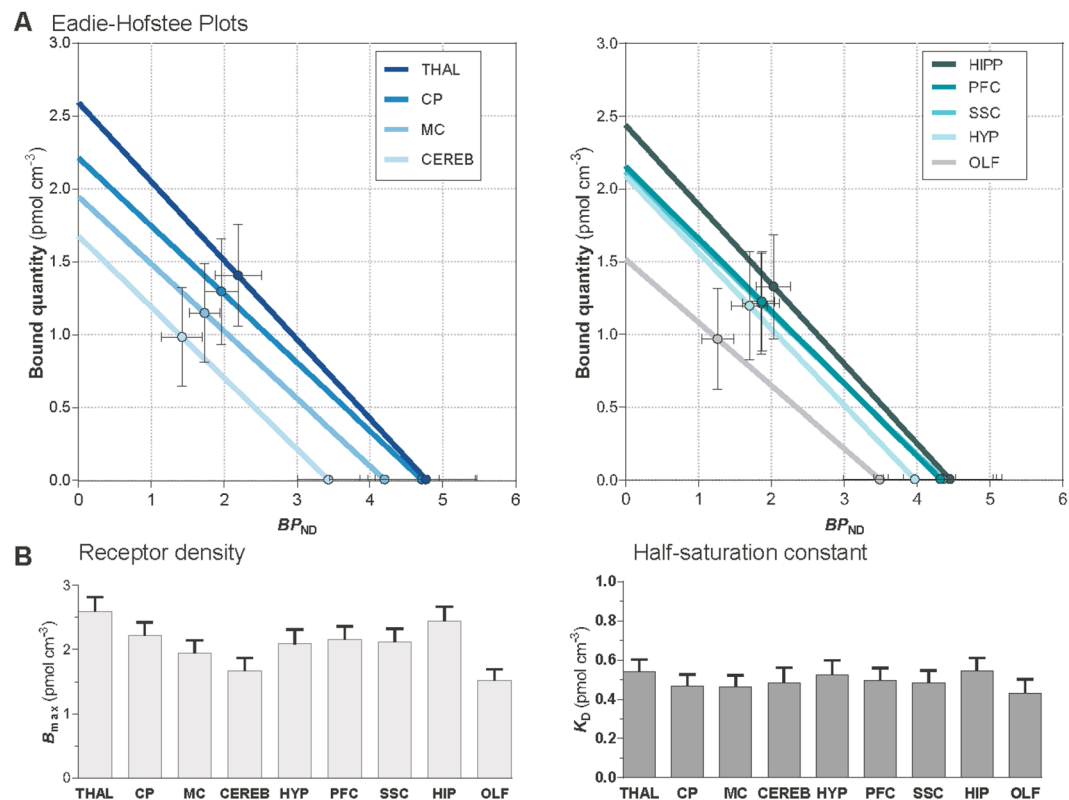 A Eadie-Hofstee Plots
3.0
2.5
2.0
1.5
1.0
0.5
0.0
Bound quantity (pmol cm⁻³)
0 1 2 3 4 5 6
BP_ND
THAL
CP
MC
CEREB
3.0
2.5
2.0
1.5
1.0
0.5
0.0
Bound quantity (pmol cm⁻³)
0 1 2 3 4 5 6
BP_ND
HIPP
PFC
SSC
HYP
OLF
B Receptor density
3
2
1
0
B_max (pmol cm⁻³)
THAL CP MC CEREB HYP PFC SSC HIP OLF
Half-saturation constant
1.0
0.8
0.6
0.4
0.2
0.0
K_D (pmol cm⁻³)
THAL CP MC CEREB HYP PFC SSC HIP OLF